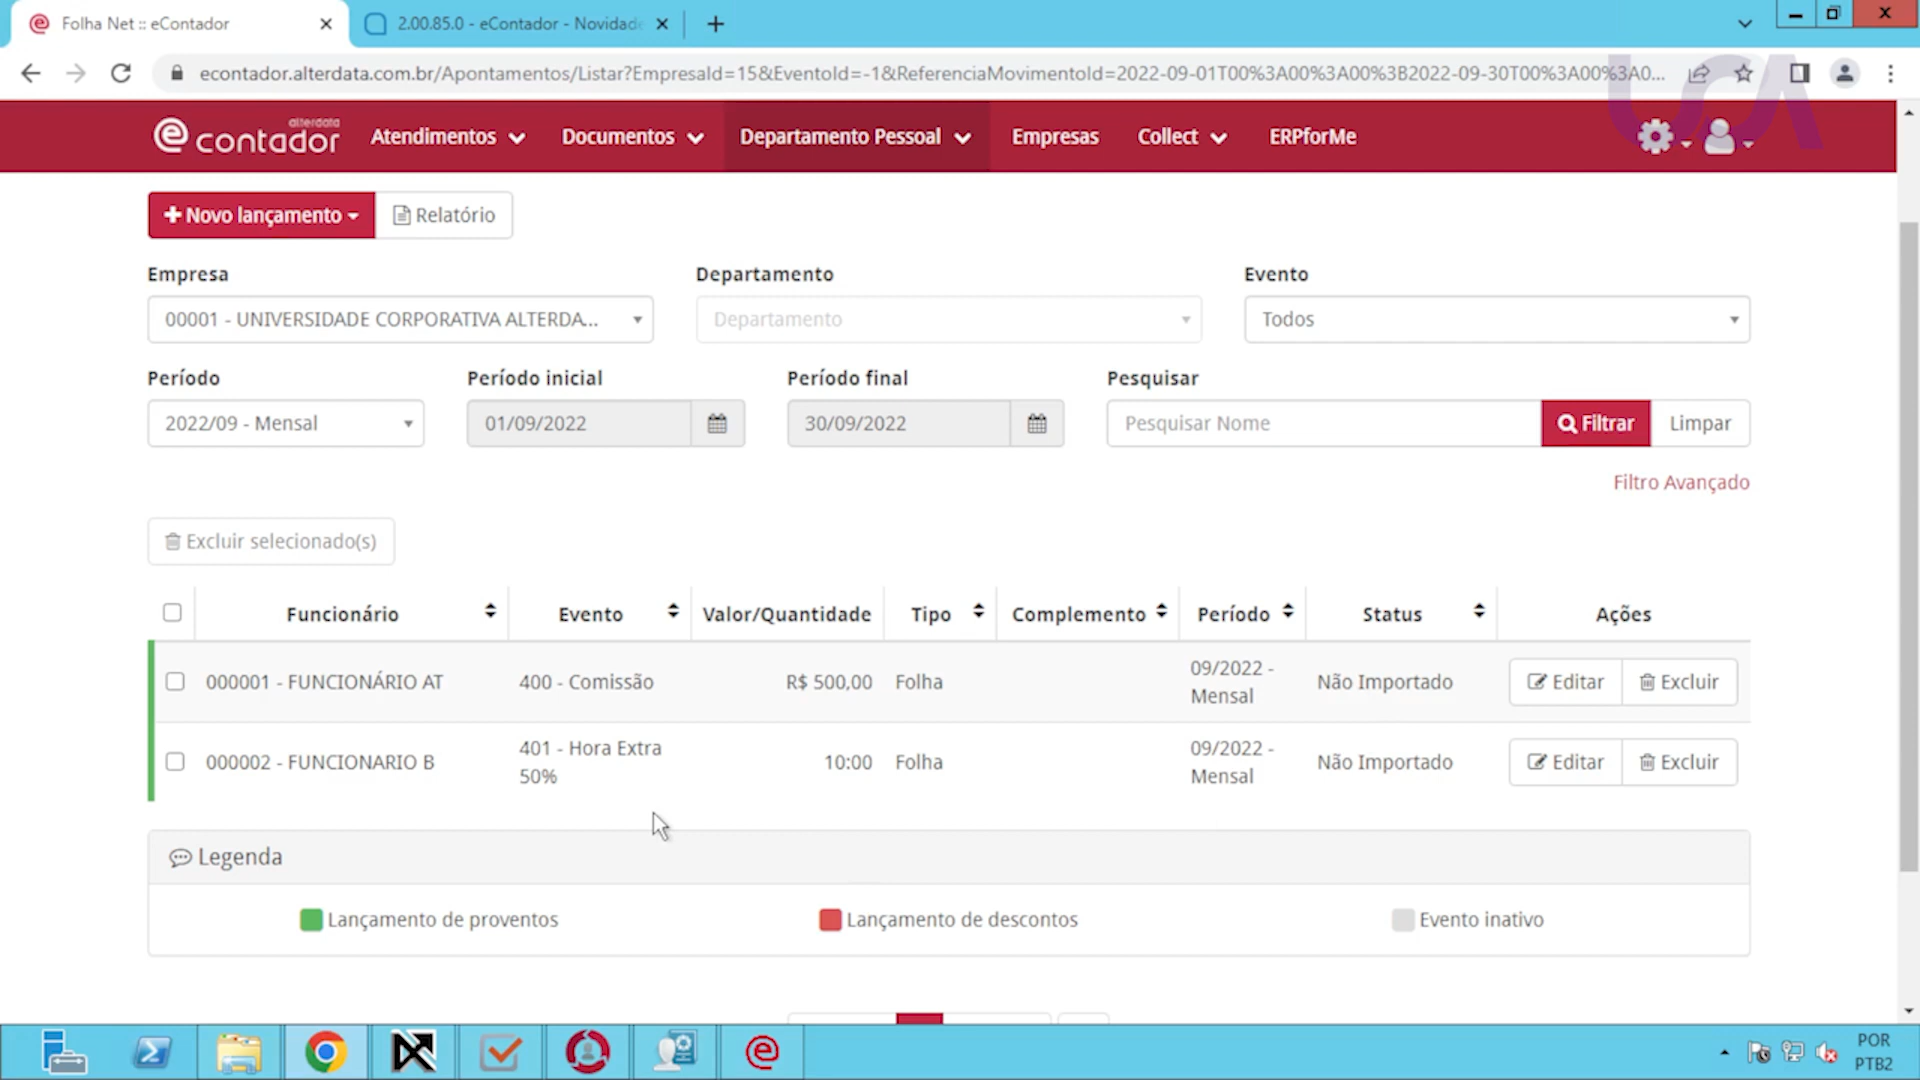 Folha Net :: eContador
2.00.85.0 - eContador - Novidade
econtador.alterdata.com.br/Apontamentos/Listar?EmpresaId=15&EventoId=-1&ReferenciaMovimentoId=2022-09-01T00%3A00%3A00%3B2022-09-30T00%3A00%3A0...
UCA
alterdata
e contador
Atendimentos
Documentos
Departamento Pessoal
Empresas
Collect
ERPforMe
Novo lançamento
Relatório
Empresa
Departamento
Evento
00001 - UNIVERSIDADE CORPORATIVA ALTERDA...
Departamento
Todos
Período
Período inicial
Período final
Pesquisar
2022/09 - Mensal
01/09/2022
30/09/2022
Pesquisar Nome
Filtrar
Limpar
Filtro Avançado
Excluir selecionado(s)
Funcionário
Evento
Valor/Quantidade
Tipo
Complemento
Período
Status
Ações
000001 - FUNCIONÁRIO AT
400 - Comissão
R$ 500,00
Folha
09/2022 -
Mensal
Não Importado
Editar
Excluir
000002 - FUNCIONARIO B
401 - Hora Extra
50%
10:00
Folha
09/2022 -
Mensal
Não Importado
Editar
Excluir
Legenda
Lançamento de proventos
Lançamento de descontos
Evento inativo
POR
PTB2